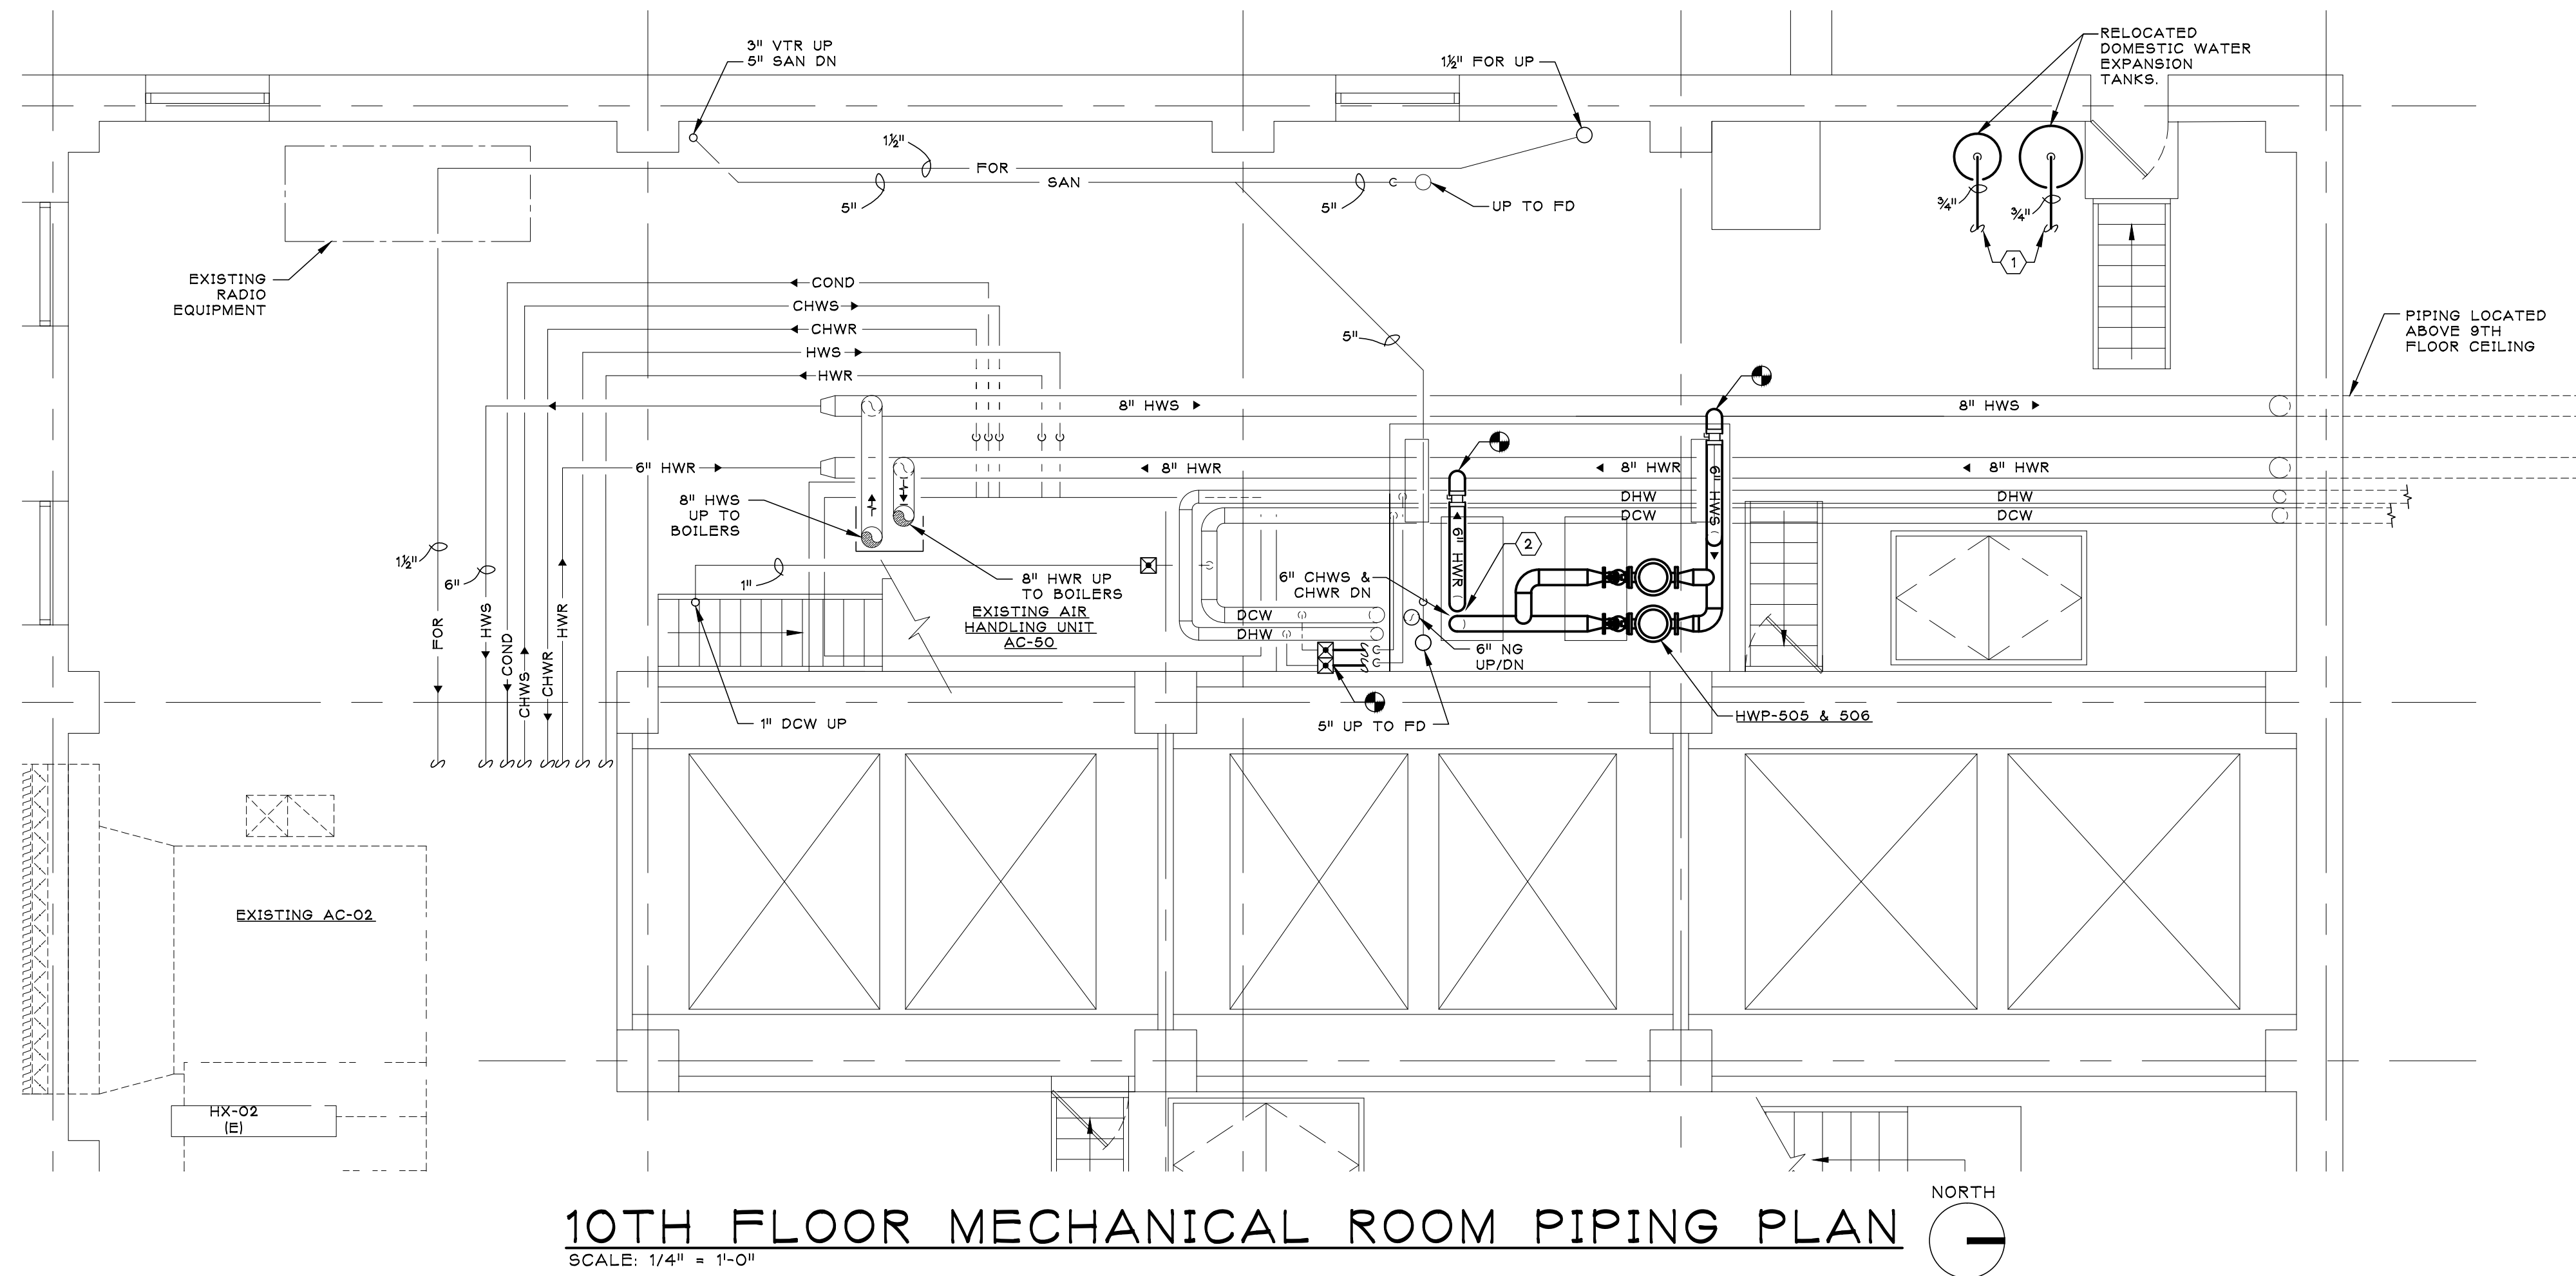 3" VTR UP
5" SAN DN
1½" FOR UP
RELOCATED
DOMESTIC WATER
EXPANSION
TANKS.
1½"
FOR
SAN
5"
5"
UP TO FD
¾"
¾"
1
EXISTING
RADIO
EQUIPMENT
COND
CHWS
CHWR
HWS
HWR
5"
PIPING LOCATED
ABOVE 9TH
FLOOR CEILING
8" HWS
8" HWS
6" HWR
8" HWR
8" HWR
8" HWR
6" HWS
DHW
DHW
DCW
DCW
8" HWS
UP TO
BOILERS
6" HWR
2
1½"
6"
1"
8" HWR UP
TO BOILERS
6" CHWS &
CHWR DN
EXISTING AIR
HANDLING UNIT
AC-50
DCW
DHW
FOR
HWS
COND
CHWS
CHWR
HWR
6" NG
UP/DN
1" DCW UP
5" UP TO FD
HWP-505 & 506
EXISTING AC-02
HX-02
(E)
10TH FLOOR MECHANICAL ROOM PIPING PLAN
SCALE: 1/4" = 1'-0"
NORTH